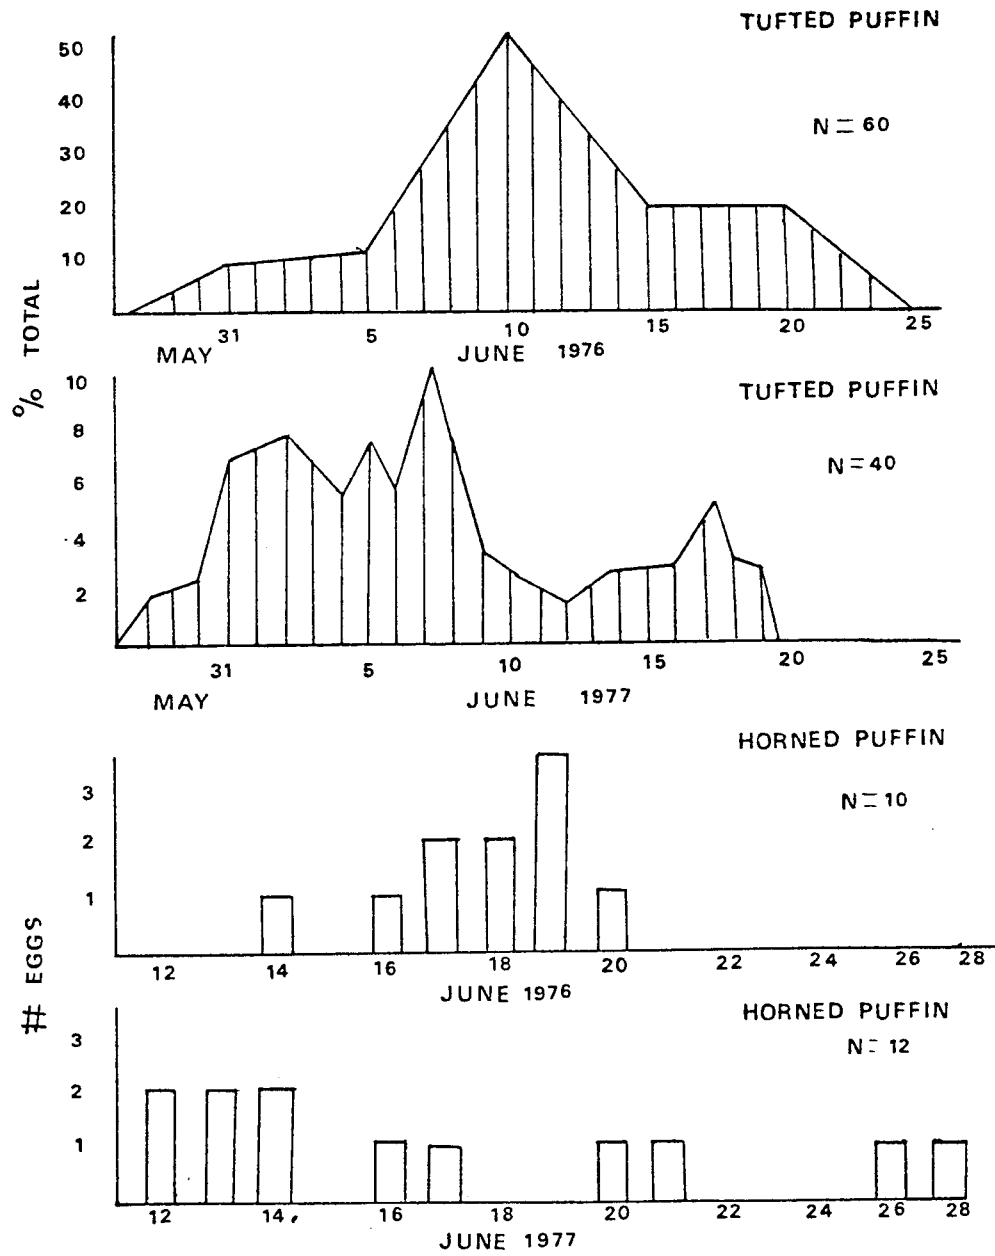 TUFTED PUFFIN
N = 60
50
40
30
20
10
% TOTAL
31 5 10 15 20 25
MAY JUNE 1976
TUFTED PUFFIN
N = 40
10
8
6
4
2
31 5 10 15 20 25
MAY JUNE 1977
HORNED PUFFIN
N = 10
3
2
1
# EGGS
12 14 16 18 20 22 24 26 28
JUNE 1976
HORNED PUFFIN
N = 12
3
2
1
12 14 16 18 20 22 24 26 28
JUNE 1977